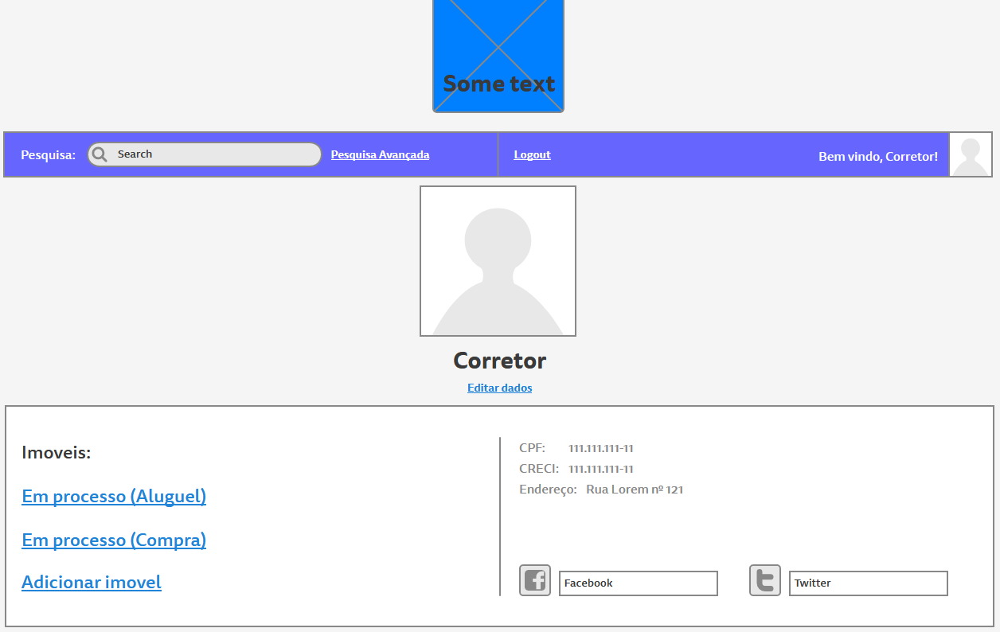 Some text
Pesquisa: Search Pesquisa Avançada Logout Bem vindo, Corretor!
Corretor
Editar dados
Imoveis:
Em processo (Aluguel)
Em processo (Compra)
Adicionar imovel
CPF: 111.111.111-11
CRECI: 111.111.111-11
Endereço: Rua Lorem nº 121
Facebook Twitter